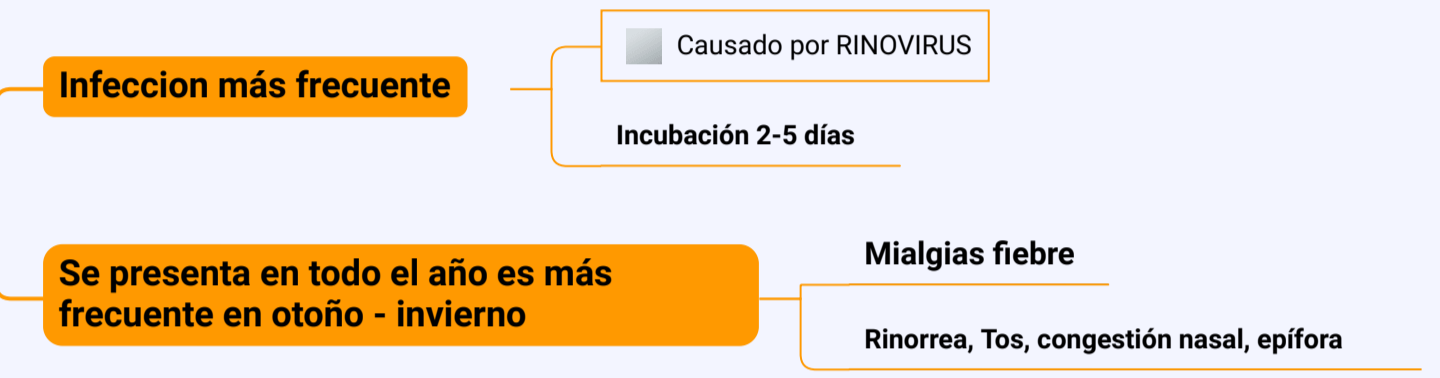 Infeccion más frecuente
Causado por RINOVIRUS
Incubación 2-5 días
Se presenta en todo el año es más
frecuente en otoño - invierno
Mialgias fiebre
Rinorrea, Tos, congestión nasal, epífora